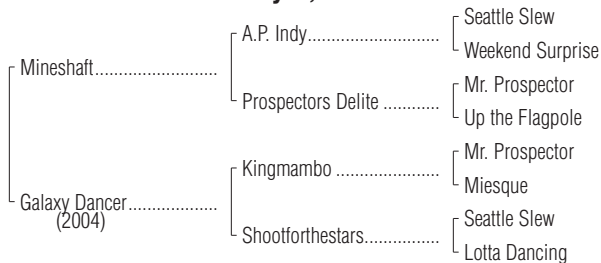 Seattle Slew
A.P. Indy............................
Weekend Surprise
Mineshaft..........................
Mr. Prospector
Prospectors Delite ............
Up the Flagpole
Mr. Prospector
Kingmambo ......................
Miesque
Galaxy Dancer...................
(2004)
Seattle Slew
Shootforthestars................
Lotta Dancing